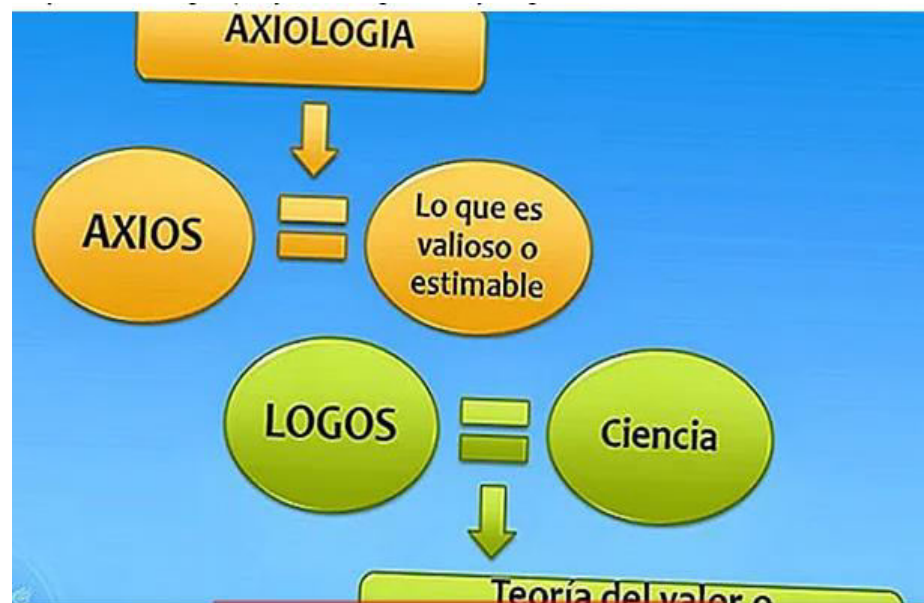 AXIOLOGIA
AXIOS
Lo que es
valioso o
estimable
LOGOS
Ciencia
Teoría del valor o